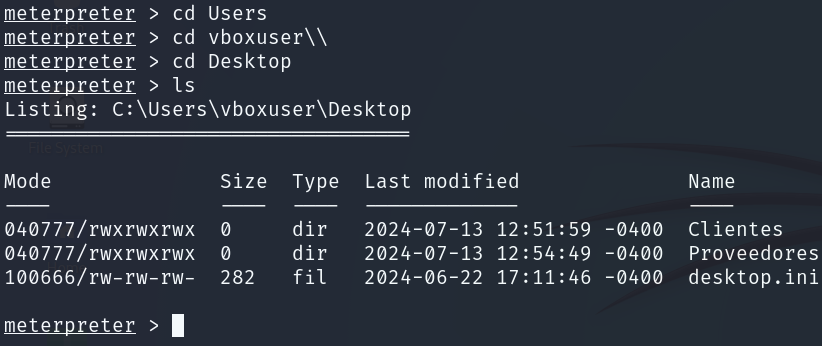 meterpreter > cd Users
meterpreter > cd vboxuser\\
meterpreter > cd Desktop
meterpreter > ls
Listing: C:\Users\vboxuser\Desktop
==================================
File System
Mode Size Type Last modified Name
---- ---- ---- ------------- ----
040777/rwxrwxrwx 0 dir 2024-07-13 12:51:59 -0400 Clientes
040777/rwxrwxrwx 0 dir 2024-07-13 12:54:49 -0400 Proveedores
100666/rw-rw-rw- 282 fil 2024-06-22 17:11:46 -0400 desktop.ini
meterpreter >